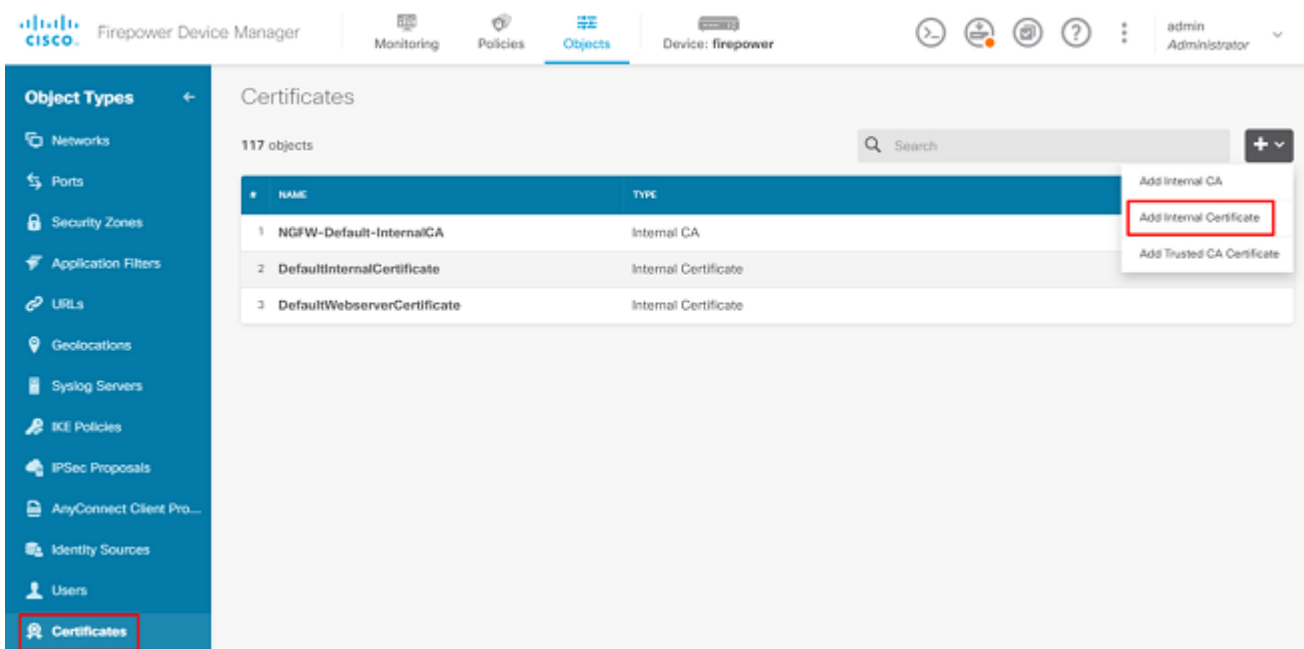 CISCO
Firepower Device Manager
Monitoring
Policies
Objects
Device: firepower
admin
Administrator
Object Types
Networks
Ports
Security Zones
Application Filters
URLs
Geolocations
Syslog Servers
IKE Policies
IPSec Proposals
AnyConnect Client Pro...
Identity Sources
Users
Certificates
Certificates
117 objects
Search
# NAME TYPE
1 NGFW-Default-InternalCA Internal CA
2 DefaultInternalCertificate Internal Certificate
3 DefaultWebserverCertificate Internal Certificate
Add Internal CA
Add Internal Certificate
Add Trusted CA Certificate